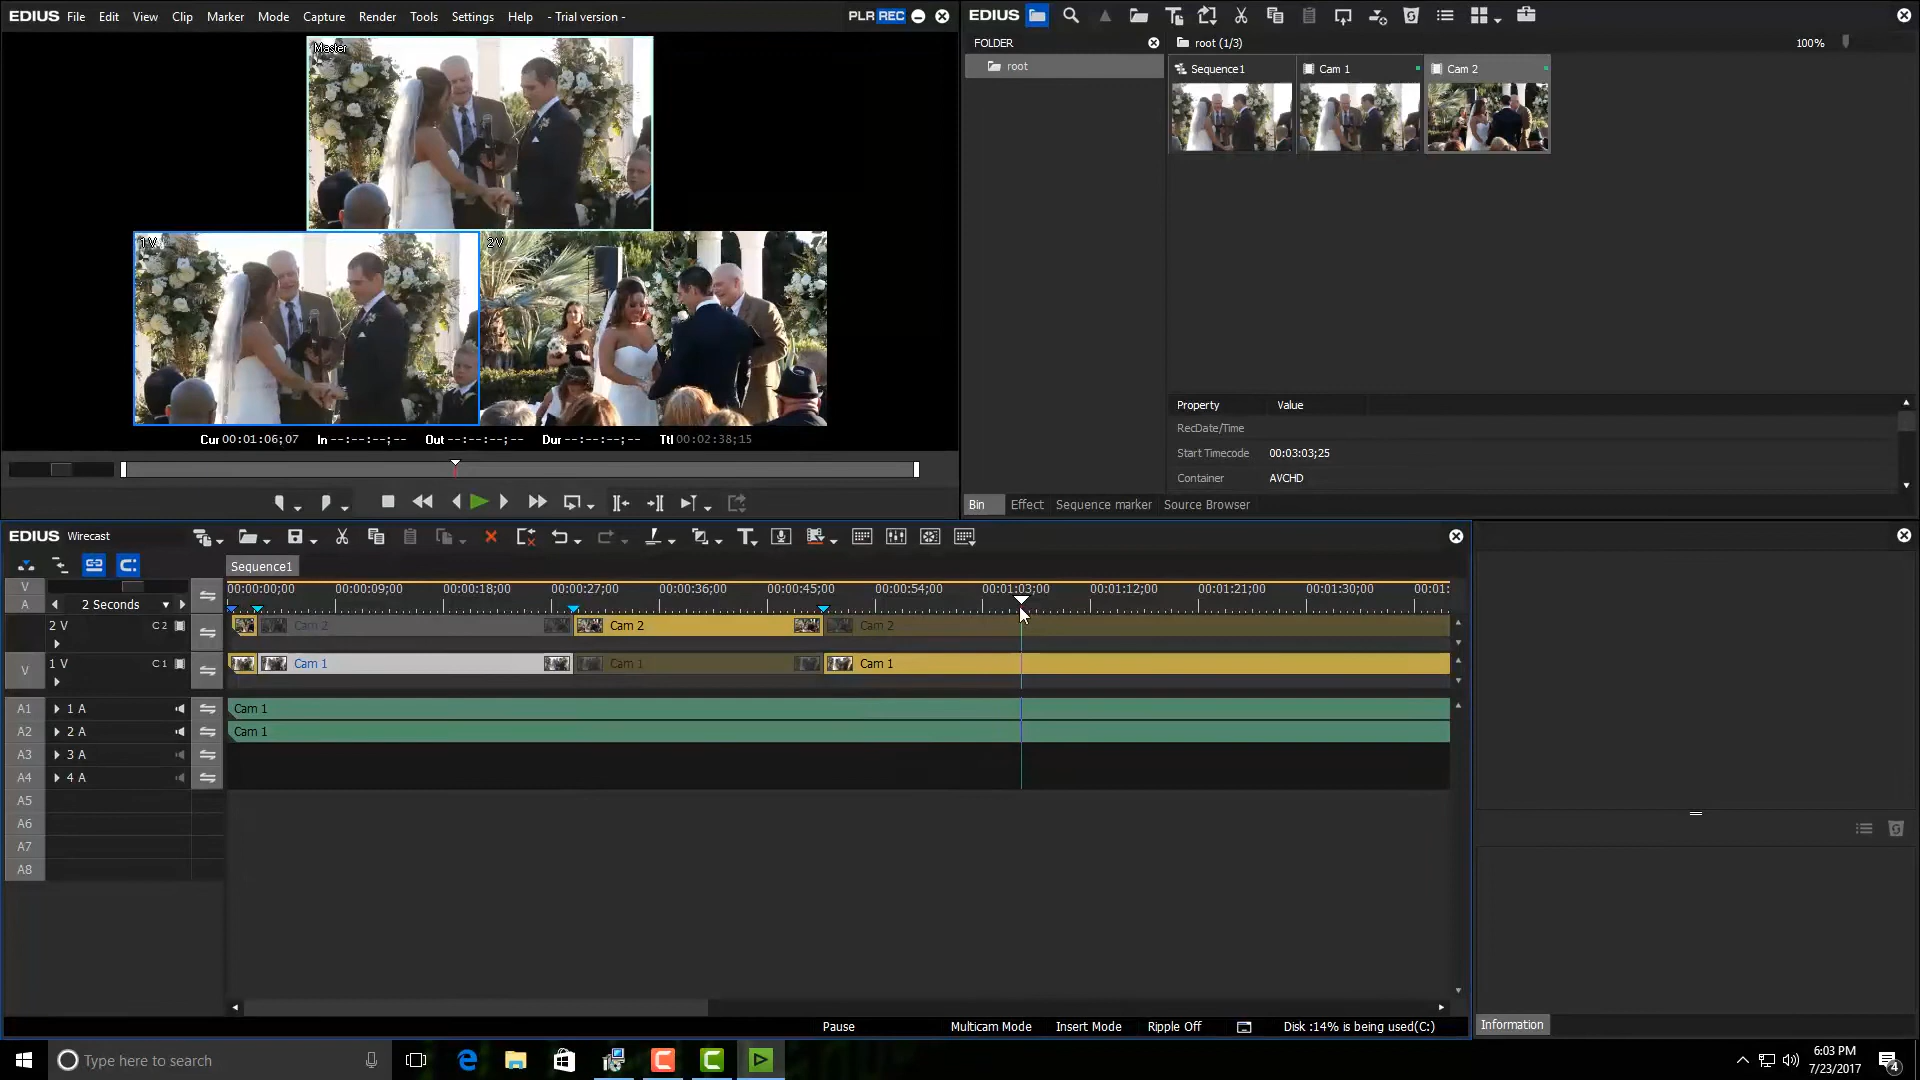 EDIUS File Edit View Clip Marker Mode Capture Render Tools Settings Help - Trial version - PLR REC
Master
1V 2V
Cur 00:01:06;07 In --:--:--;-- Out --:--:--;-- Dur --:--:--;-- Ttl 00:02:38;15
EDIUS
FOLDER root (1/3) 100%
root
Sequence1 Cam 1 Cam 2
Property Value
RecDate/Time
Start Timecode 00:03:03;25
Container AVCHD
Bin Effect Sequence marker Source Browser
EDIUS Wirecast
Sequence1
V 00:00:00;00 00:00:09;00 00:00:18;00 00:00:27;00 00:00:36;00 00:00:45;00 00:00:54;00 00:01:03;00 00:01:12;00 00:01:21;00 00:01:30;00 00:01:
A 2 Seconds
2 V C 2 Cam 2 Cam 2 Cam 2
V 1 V C 1 Cam 1 Cam 1 Cam 1
A1 1 A Cam 1
A2 2 A Cam 1
A3 3 A
A4 4 A
A5
A6
A7
A8
Pause Multicam Mode Insert Mode Ripple Off Disk :14% is being used(C:)
Information
Type here to search
6:03 PM
7/23/2017
4